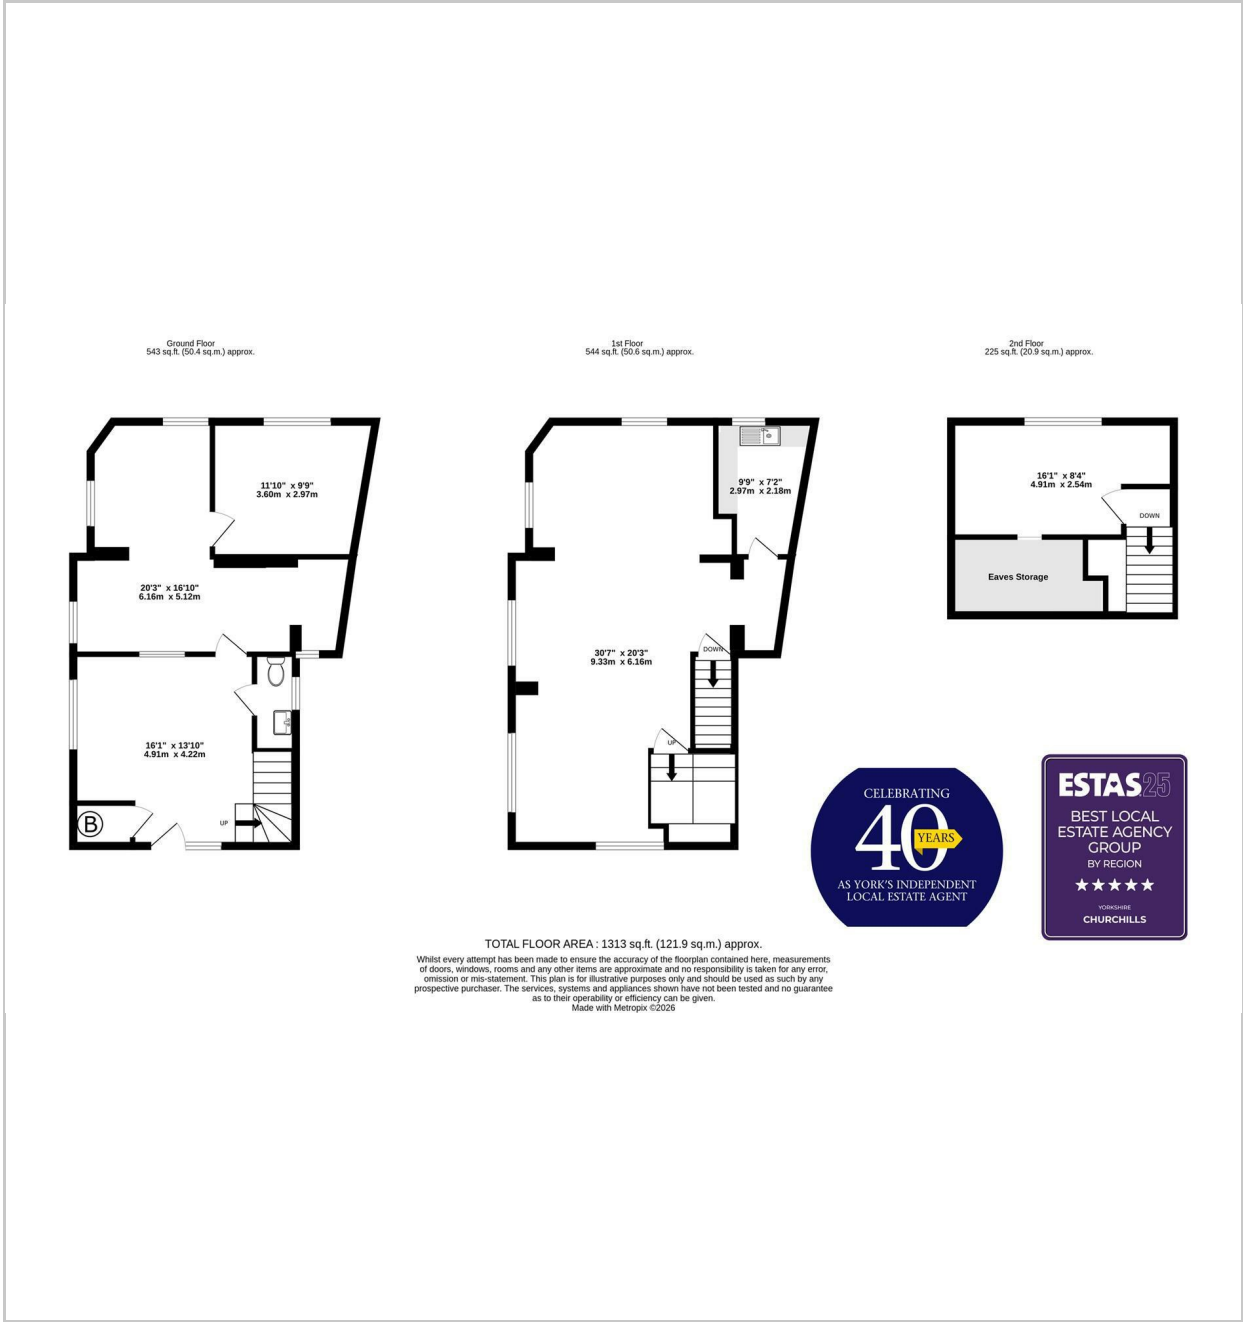 Ground Floor
543 sq.ft. (50.4 sq.m.) approx.
1st Floor
544 sq.ft. (50.6 sq.m.) approx.
2nd Floor
225 sq.ft. (20.9 sq.m.) approx.
11'10" x 9'9"
3.60m x 2.97m
20'3" x 16'10"
6.16m x 5.12m
16'1" x 13'10"
4.91m x 4.22m
B
UP
9'9" x 7'2"
2.97m x 2.18m
30'7" x 20'3"
9.33m x 6.16m
DOWN
UP
16'1" x 8'4"
4.91m x 2.54m
DOWN
Eaves Storage
CELEBRATING
40
YEARS
AS YORK'S INDEPENDENT
LOCAL ESTATE AGENT
ESTAS 25
BEST LOCAL
ESTATE AGENCY
GROUP
BY REGION
YORKSHIRE
CHURCHILLS
TOTAL FLOOR AREA : 1313 sq.ft. (121.9 sq.m.) approx.
Whilst every attempt has been made to ensure the accuracy of the floorplan contained here, measurements
of doors, windows, rooms and any other items are approximate and no responsibility is taken for any error,
omission or mis-statement. This plan is for illustrative purposes only and should be used as such by any
prospective purchaser. The services, systems and appliances shown have not been tested and no guarantee
as to their operability or efficiency can be given.
Made with Metropix ©2026